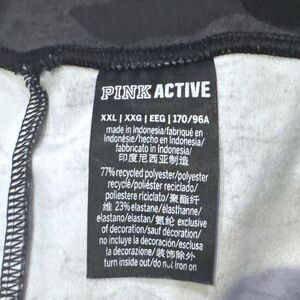 PINK ACTIVE
XXL | XXG | EEG | 170/96A
made in Indonesia/fabriqué en
Indonésie/hecho en Indonesia/
fabbricato in Indonesia/
印度尼西亚制造
77% recycled polyester/polyester
recyclé/poliéster reciclado/
poliestere riciclato/聚酯纤
维 23% elastane/élasthanne/
elastano/elastan/氨纶 exclusive
of decoration/sauf décoration/
no incluye la decoración/esclusa
di decorazione/装饰除外
turn inside out/do not iron on